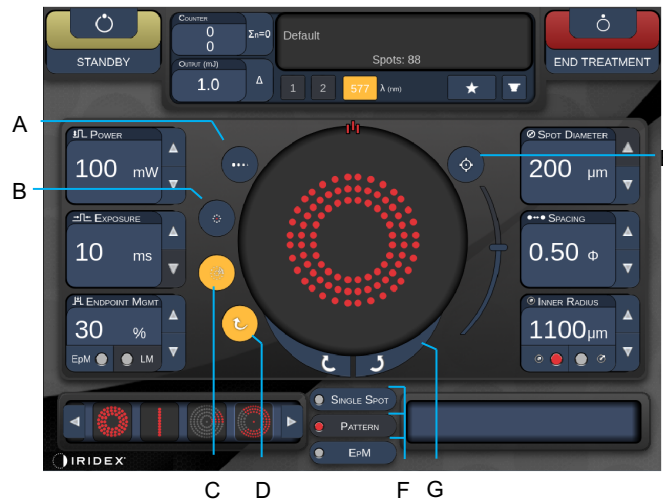 COUNTER
0
0
Σn=0
OUTPUT (mJ)
1.0
Δ
Default
Spots: 88
1 2 577 λ (nm)
STANDBY
END TREATMENT
A
B
POWER
100 mW
EXPOSURE
10 ms
ENDPOINT MGMT
30 %
EpM LM
SPOT DIAMETER
200 µm
SPACING
0.50 Φ
INNER RADIUS
1100 µm
SINGLE SPOT
PATTERN
EPM
IRIDEX
C D F G